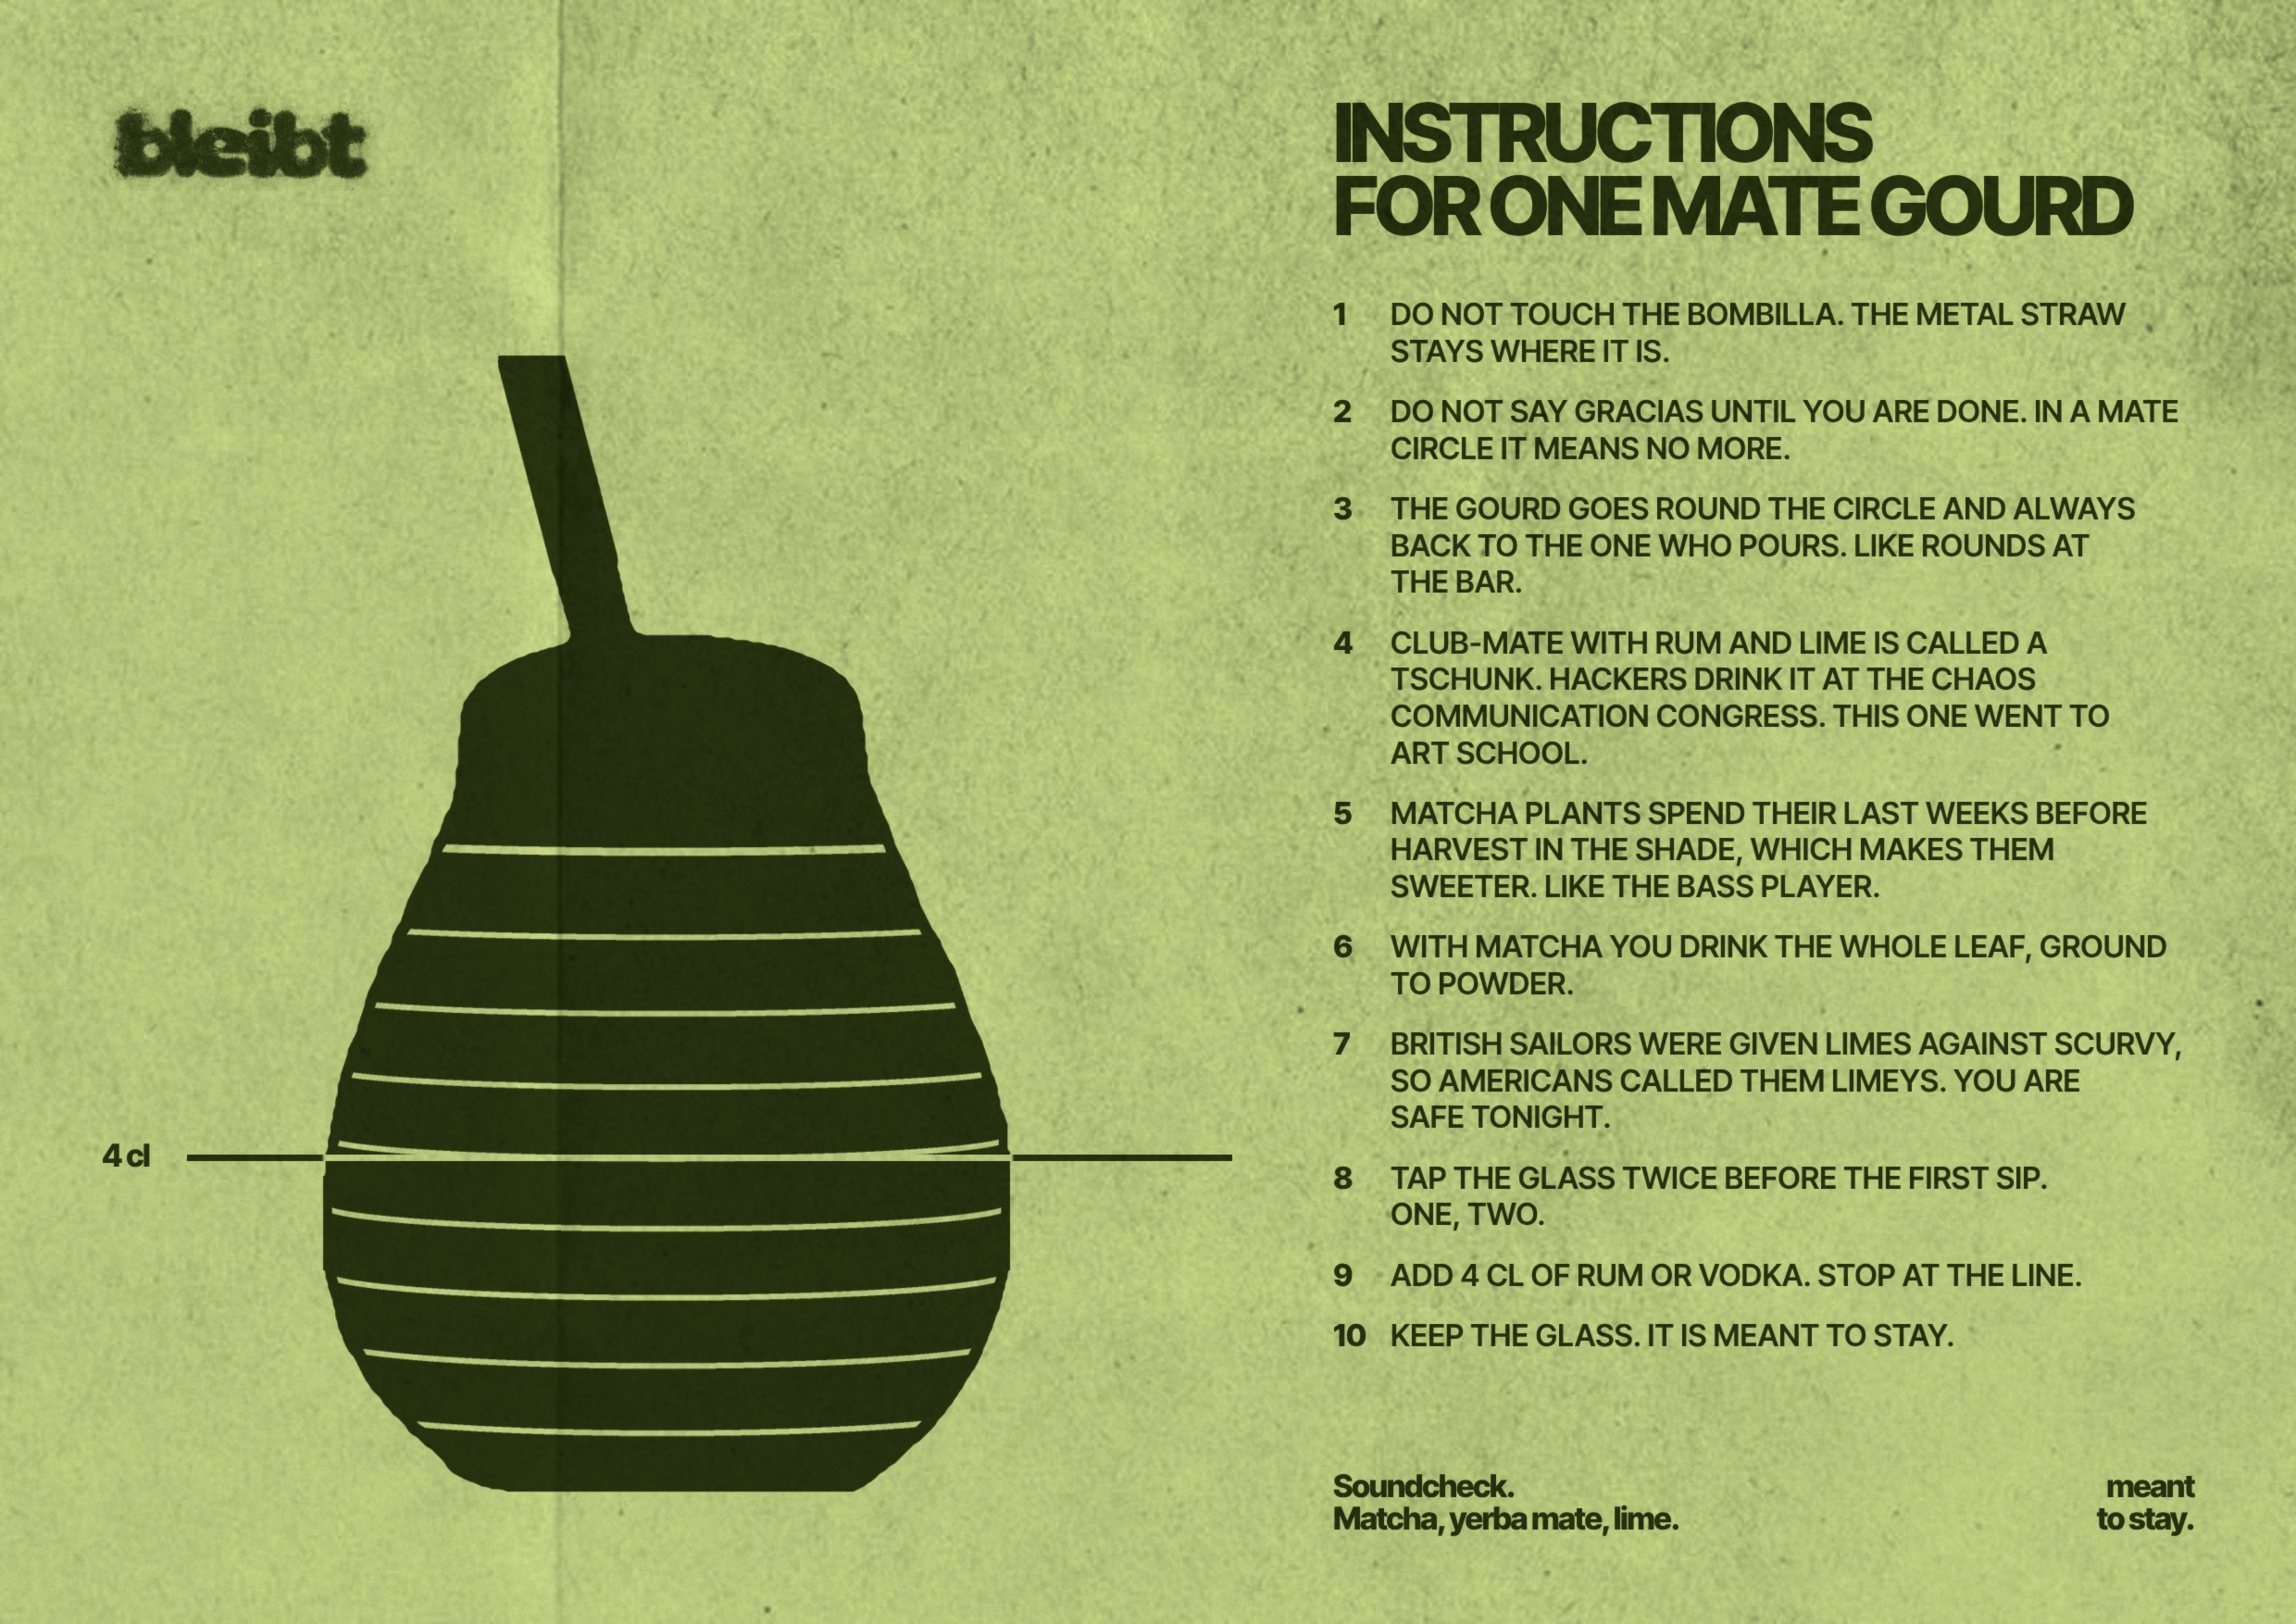 bleibt
INSTRUCTIONS
FOR ONE MATE GOURD
1 DO NOT TOUCH THE BOMBILLA. THE METAL STRAW
STAYS WHERE IT IS.
2 DO NOT SAY GRACIAS UNTIL YOU ARE DONE. IN A MATE
CIRCLE IT MEANS NO MORE.
3 THE GOURD GOES ROUND THE CIRCLE AND ALWAYS
BACK TO THE ONE WHO POURS. LIKE ROUNDS AT
THE BAR.
4 CLUB-MATE WITH RUM AND LIME IS CALLED A
TSCHUNK. HACKERS DRINK IT AT THE CHAOS
COMMUNICATION CONGRESS. THIS ONE WENT TO
ART SCHOOL.
5 MATCHA PLANTS SPEND THEIR LAST WEEKS BEFORE
HARVEST IN THE SHADE, WHICH MAKES THEM
SWEETER. LIKE THE BASS PLAYER.
6 WITH MATCHA YOU DRINK THE WHOLE LEAF, GROUND
TO POWDER.
7 BRITISH SAILORS WERE GIVEN LIMES AGAINST SCURVY,
SO AMERICANS CALLED THEM LIMEYS. YOU ARE
SAFE TONIGHT.
8 TAP THE GLASS TWICE BEFORE THE FIRST SIP.
ONE, TWO.
9 ADD 4 CL OF RUM OR VODKA. STOP AT THE LINE.
10 KEEP THE GLASS. IT IS MEANT TO STAY.
4 cl
Soundcheck.
Matcha, yerba mate, lime.
meant
to stay.